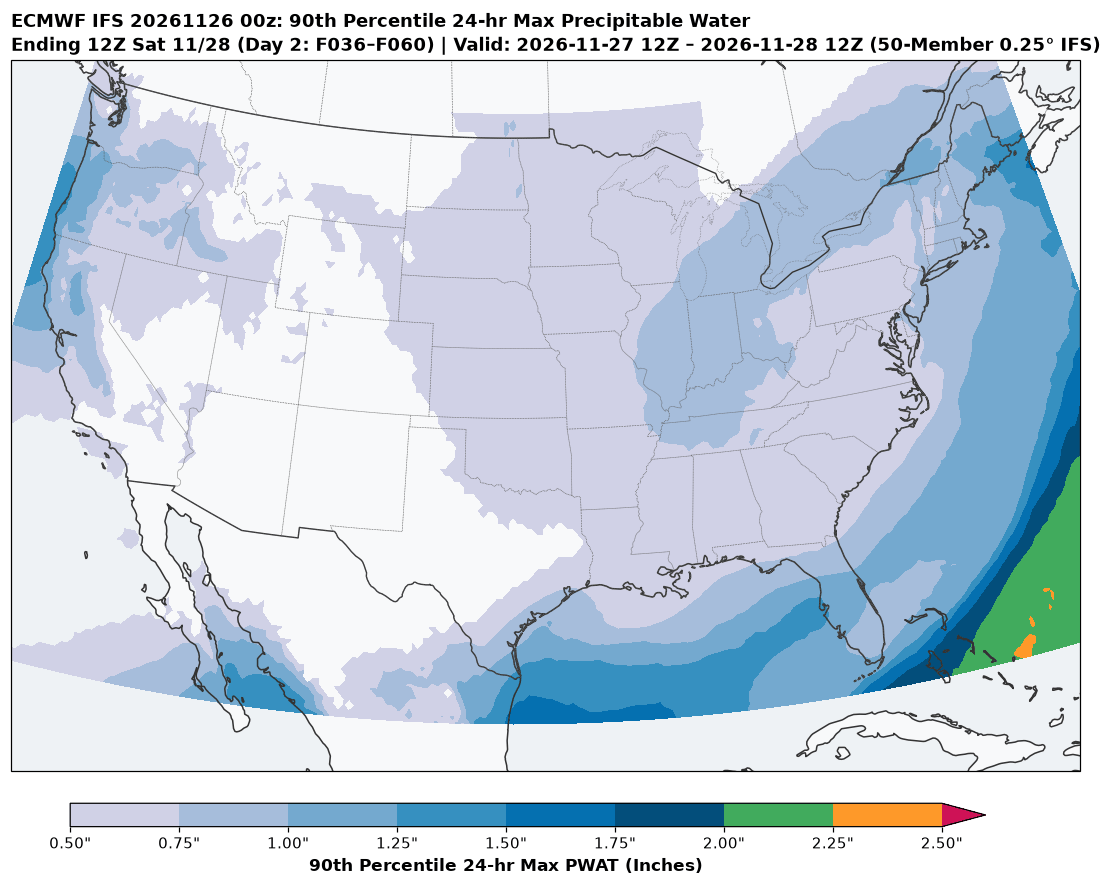 ECMWF IFS 20261126 00z: 90th Percentile 24-hr Max Precipitable Water
Ending 12Z Sat 11/28 (Day 2: F036–F060) | Valid: 2026-11-27 12Z – 2026-11-28 12Z (50-Member 0.25° IFS)
0.50" 0.75" 1.00" 1.25" 1.50" 1.75" 2.00" 2.25" 2.50"
90th Percentile 24-hr Max PWAT (Inches)